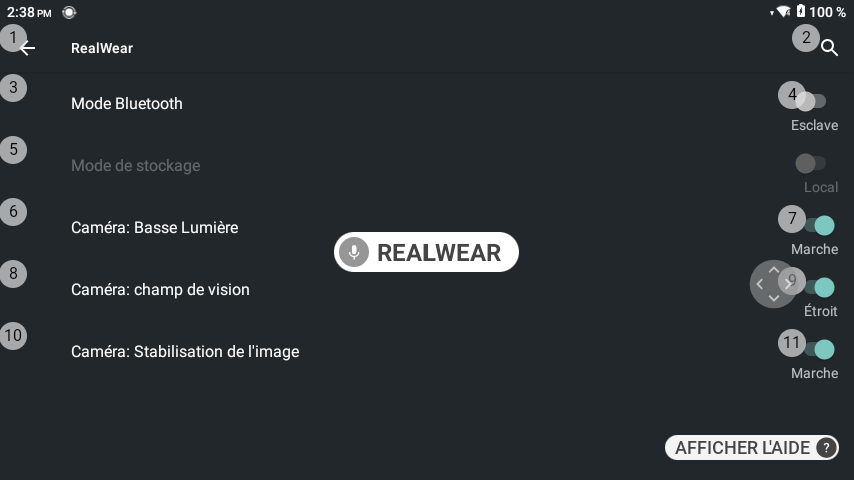 2:38 PM
100 %
1
RealWear
2
3
Mode Bluetooth
4
Esclave
5
Mode de stockage
Local
6
Caméra: Basse Lumière
7
Marche
REALWEAR
8
Caméra: champ de vision
9
Étroit
10
Caméra: Stabilisation de l'image
11
Marche
AFFICHER L'AIDE ?